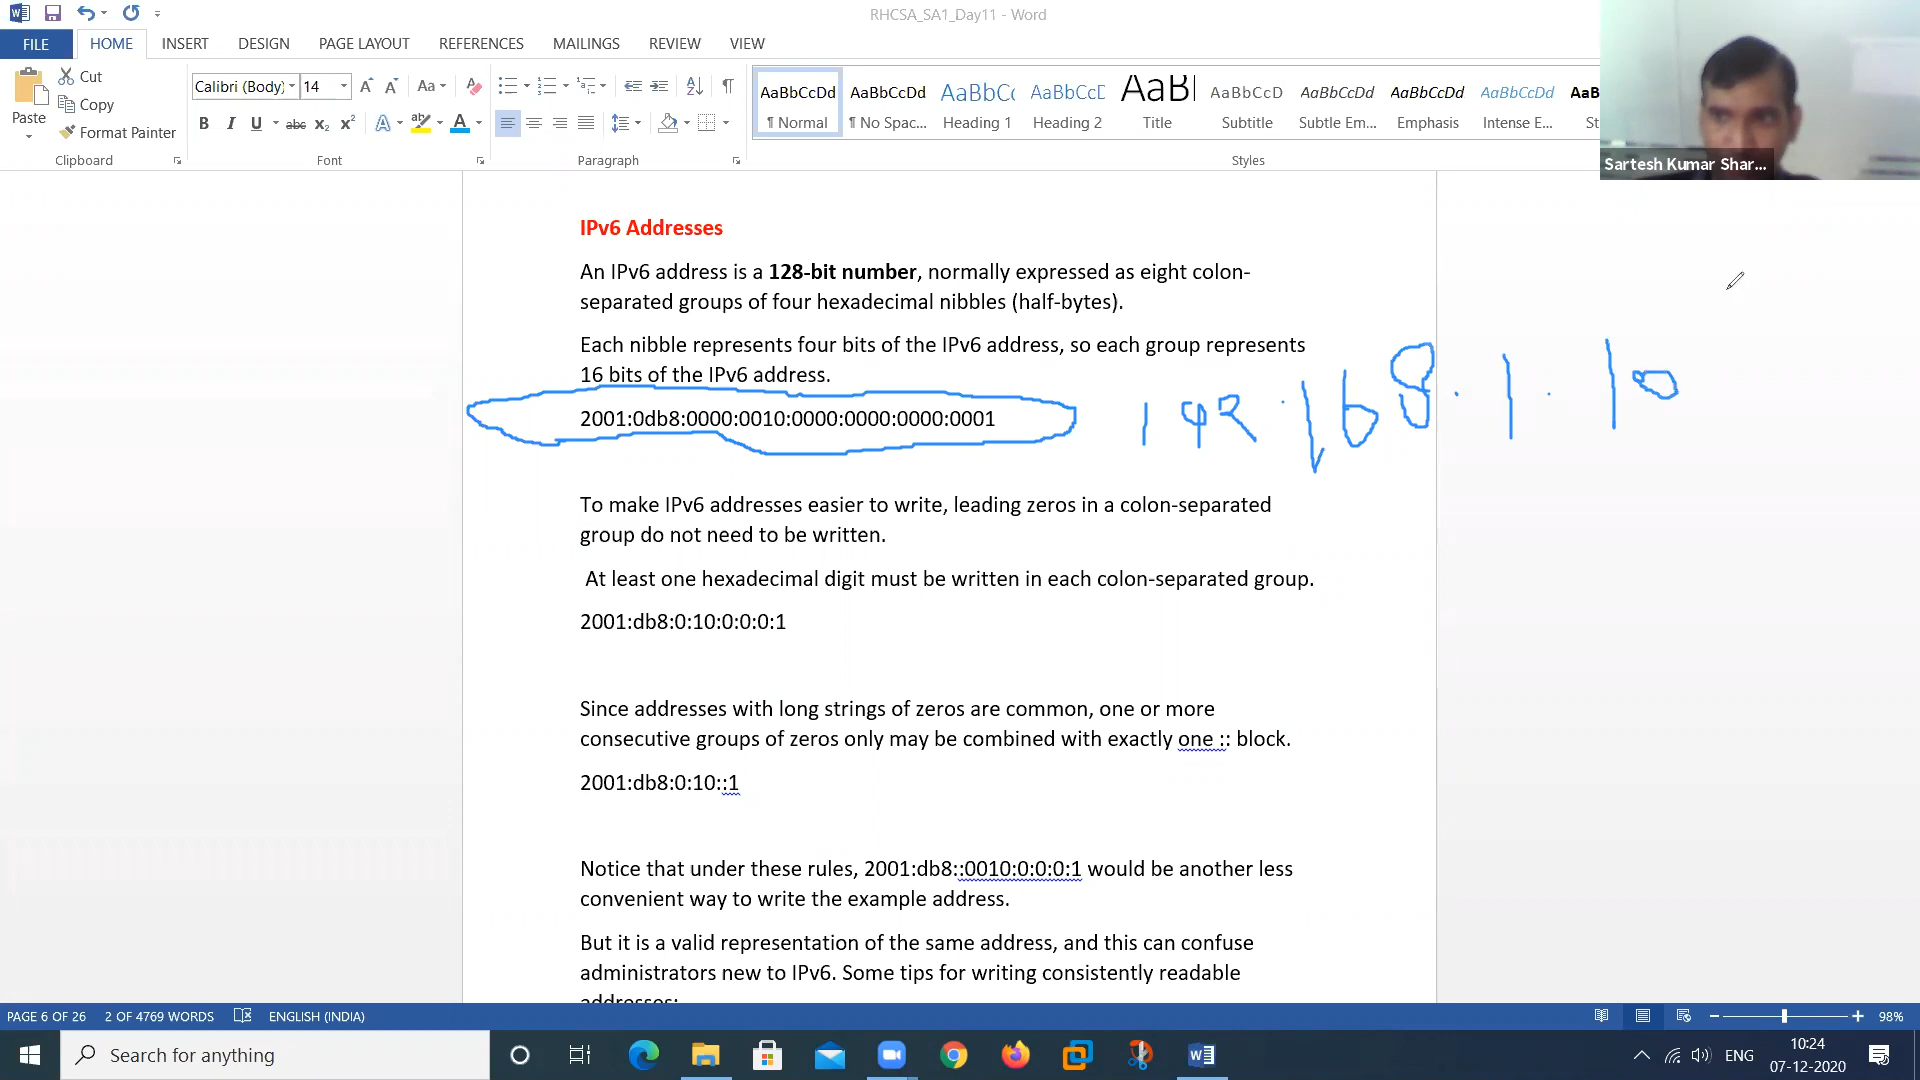 RHCSA_SA1_Day11 - Word
FILE HOME INSERT DESIGN PAGE LAYOUT REFERENCES MAILINGS REVIEW VIEW
Cut
Copy
Format Painter
Paste
Clipboard
Calibri (Body) 14
Font
Paragraph
AaBbCcDd AaBbCcDd AaBbCc AaBbCcD AaBl AaBbCcD AaBbCcDd AaBbCcDd AaBbCcDd AaBb
¶ Normal ¶ No Spac... Heading 1 Heading 2 Title Subtitle Subtle Em... Emphasis Intense E... St
Styles
Sartesh Kumar Shar...
IPv6 Addresses
An IPv6 address is a 128-bit number, normally expressed as eight colon-
separated groups of four hexadecimal nibbles (half-bytes).
Each nibble represents four bits of the IPv6 address, so each group represents
16 bits of the IPv6 address.
2001:0db8:0000:0010:0000:0000:0000:0001
192.168.1.10
To make IPv6 addresses easier to write, leading zeros in a colon-separated
group do not need to be written.
At least one hexadecimal digit must be written in each colon-separated group.
2001:db8:0:10:0:0:0:1
Since addresses with long strings of zeros are common, one or more
consecutive groups of zeros only may be combined with exactly one :: block.
2001:db8:0:10::1
Notice that under these rules, 2001:db8::0010:0:0:0:1 would be another less
convenient way to write the example address.
But it is a valid representation of the same address, and this can confuse
administrators new to IPv6. Some tips for writing consistently readable
addresses:
PAGE 6 OF 26 2 OF 4769 WORDS ENGLISH (INDIA) 98%
Search for anything
ENG
10:24
07-12-2020